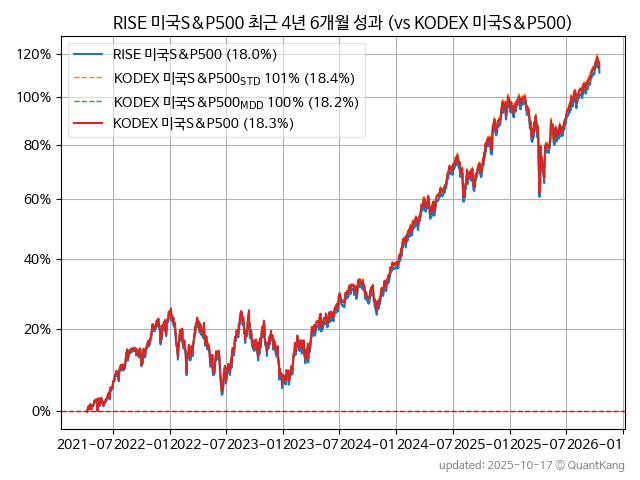 RISE 미국S&P500 최근 4년 6개월 성과 (vs KODEX 미국S&P500)
RISE 미국S&P500 (18.0%)
KODEX 미국S&P500STD 101% (18.4%)
KODEX 미국S&P500MDD 100% (18.2%)
KODEX 미국S&P500 (18.3%)
120%
100%
80%
60%
40%
20%
0%
2021-07 2022-01 2022-07 2023-01 2023-07 2024-01 2024-07 2025-01 2025-07 2026-01
updated: 2025-10-17 © QuantKang